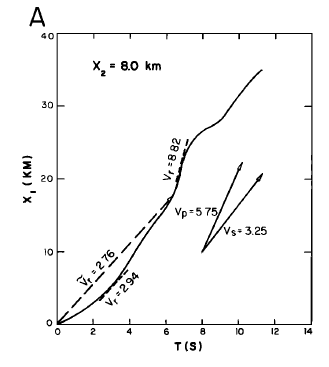 A
X₂ = 8.0 km
X₁ (KM)
40
30
20
10
0
Vr = 8.82
Vp = 5.75
Vs = 3.25
Ṽr = 2.76
Vr = 2.94
0 2 4 6 8 10 12 14
T (S)